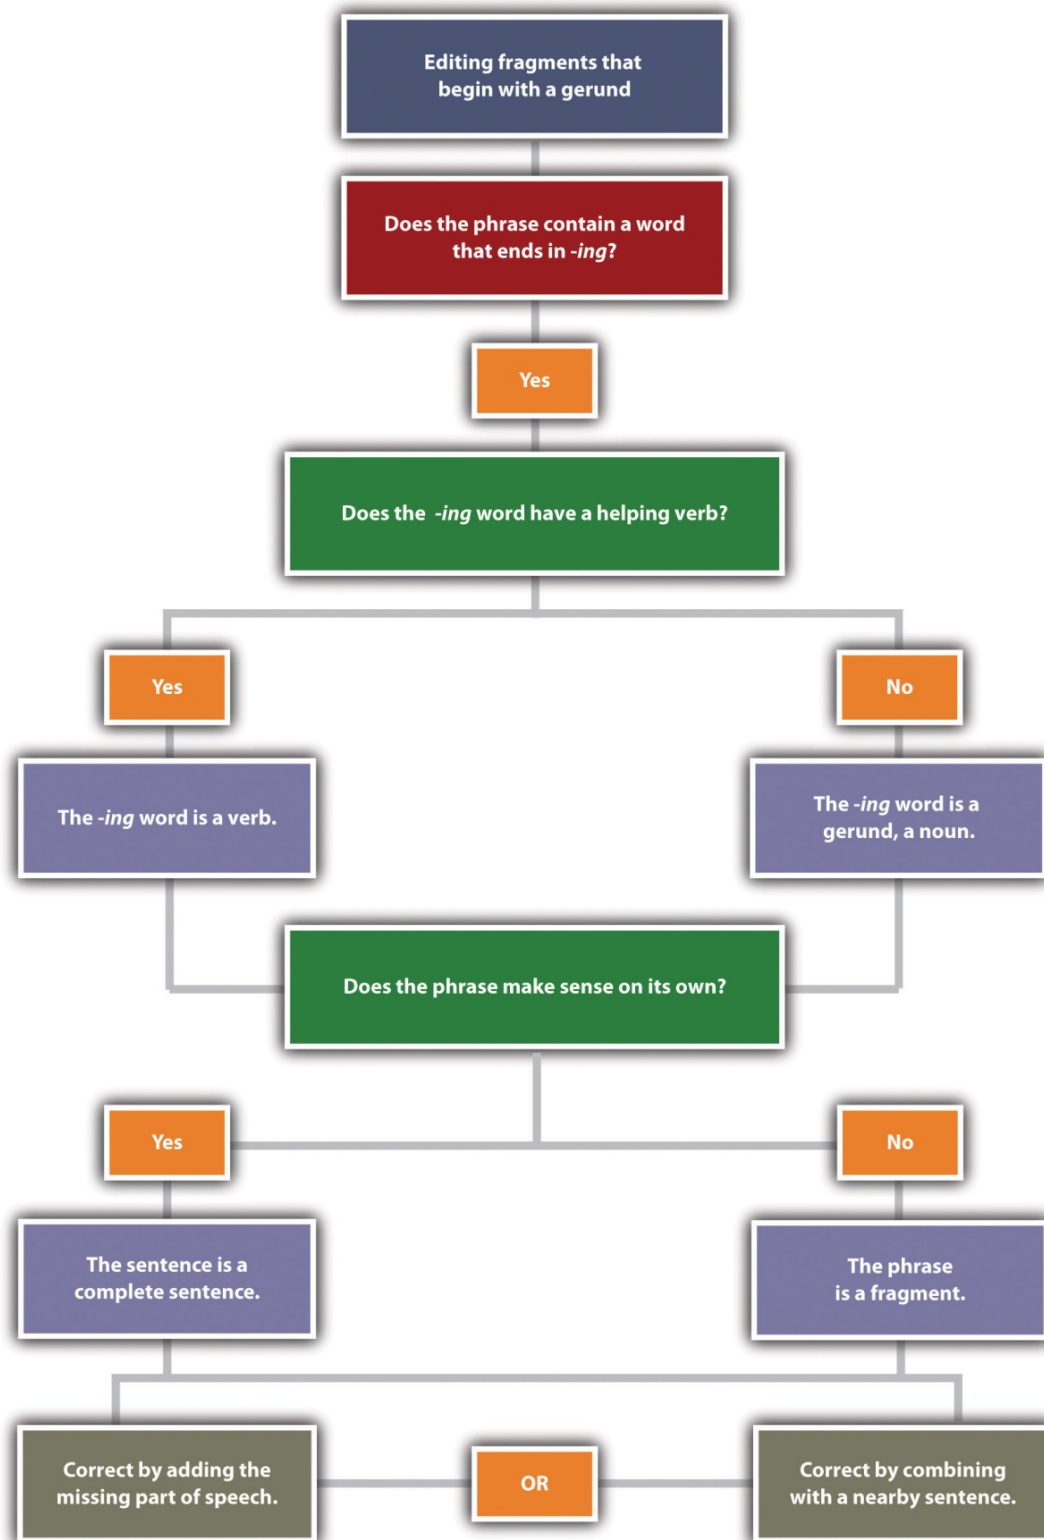 Editing fragments that
begin with a gerund
Does the phrase contain a word
that ends in -ing?
Yes
Does the -ing word have a helping verb?
Yes
No
The -ing word is a verb.
The -ing word is a
gerund, a noun.
Does the phrase make sense on its own?
Yes
No
The sentence is a
complete sentence.
The phrase
is a fragment.
Correct by adding the
missing part of speech.
OR
Correct by combining
with a nearby sentence.